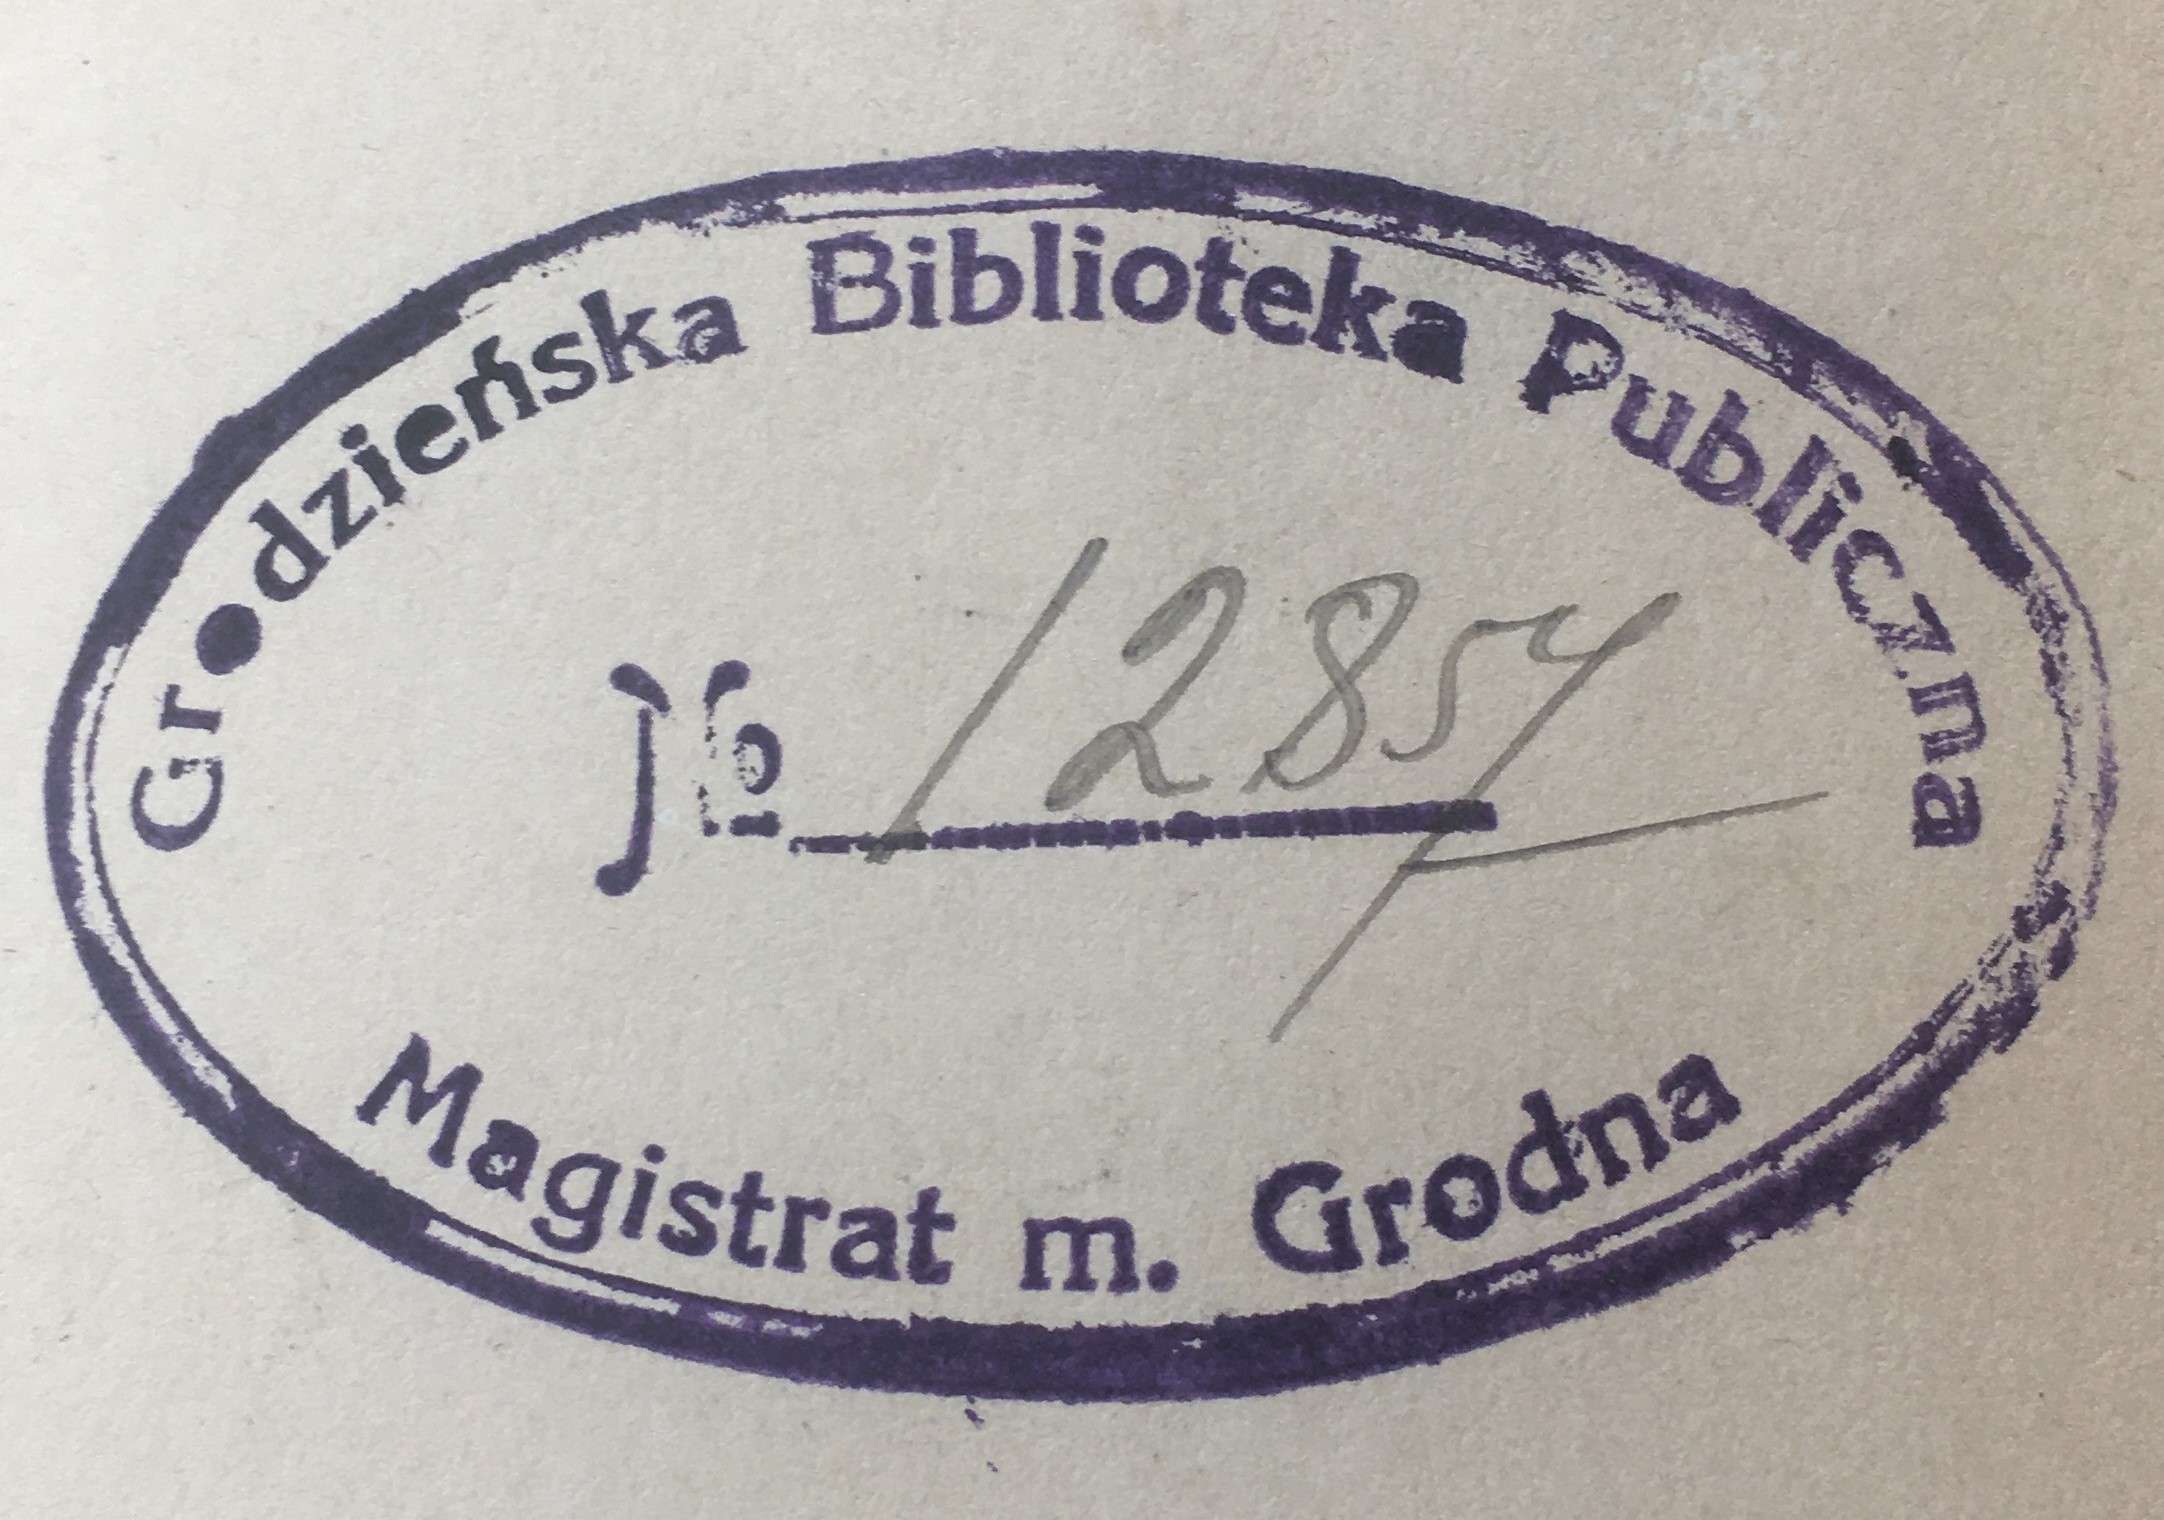 Grodzieńska Biblioteka Publiczna
№ 1285
Magistrat m. Grodna